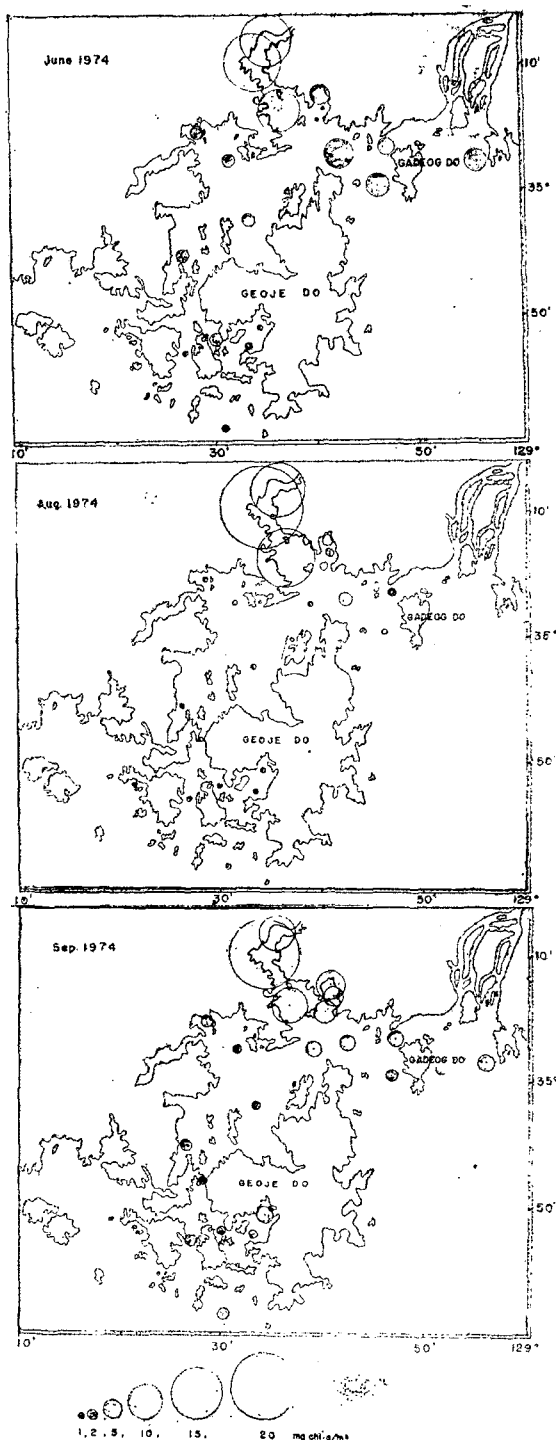 June 1974
10'
GADEOG DO
35'
GEOJE DO
50'
10' 30' 50' 129°
Aug. 1974
10'
GADEOG DO
35'
GEOJE DO
50'
10' 30' 50' 129°
Sep. 1974
10'
GADEOG DO
35'
GEOJE DO
50'
10' 30' 50' 129°
1, 2, 5, 10, 15, 20 mg chl-a/m³